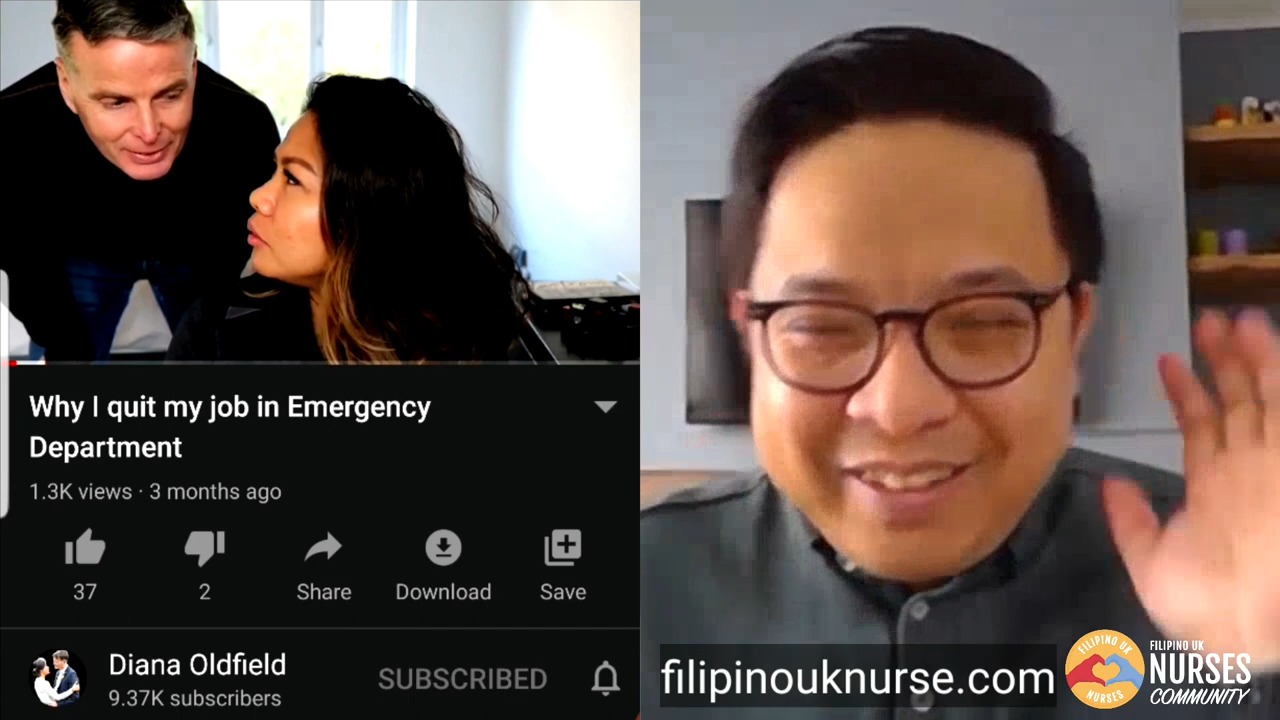 Why I quit my job in Emergency
Department
1.3K views · 3 months ago
37
2
Share
Download
Save
Diana Oldfield
9.37K subscribers
SUBSCRIBED
filipinouknurse.com
FILIPINO UK
NURSES
FILIPINO UK
NURSES
COMMUNITY